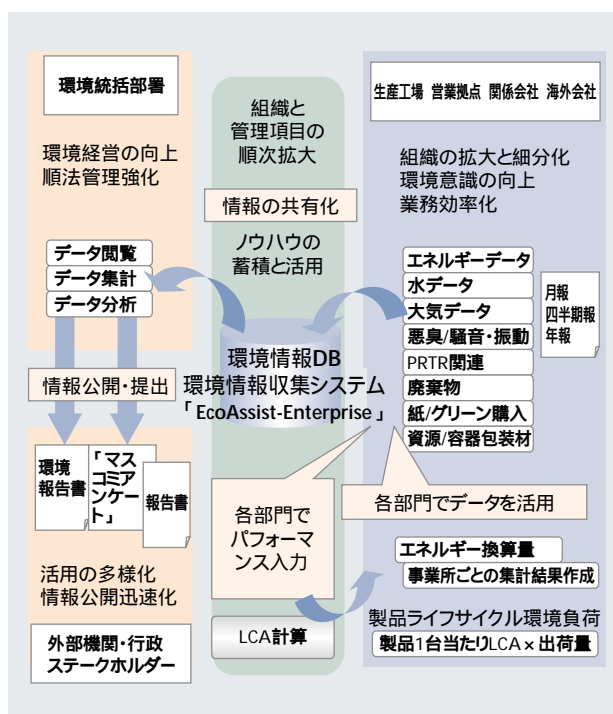 環境統括部署
環境経営の向上
順法管理強化
データ閲覧
データ集計
データ分析
情報公開・提出
環境
報告書
「マス
コミア
ンケー
ト」
報告書
活用の多様化
情報公開迅速化
外部機関・行政
ステークホルダー
組織と
管理項目の
順次拡大
情報の共有化
ノウハウの
蓄積と活用
環境情報DB
環境情報収集システム
「EcoAssist-Enterprise」
各部門で
パフォーマ
ンス入力
LCA計算
生産工場 営業拠点 関係会社 海外会社
組織の拡大と細分化
環境意識の向上
業務効率化
エネルギーデータ
水データ
大気データ
悪臭/騒音・振動
PRTR関連
廃棄物
紙/グリーン購入
資源/容器包装材
月報
四半期報
年報
各部門でデータを活用
エネルギー換算量
事業所ごとの集計結果作成
製品ライフサイクル環境負荷
製品1台当たりLCA×出荷量